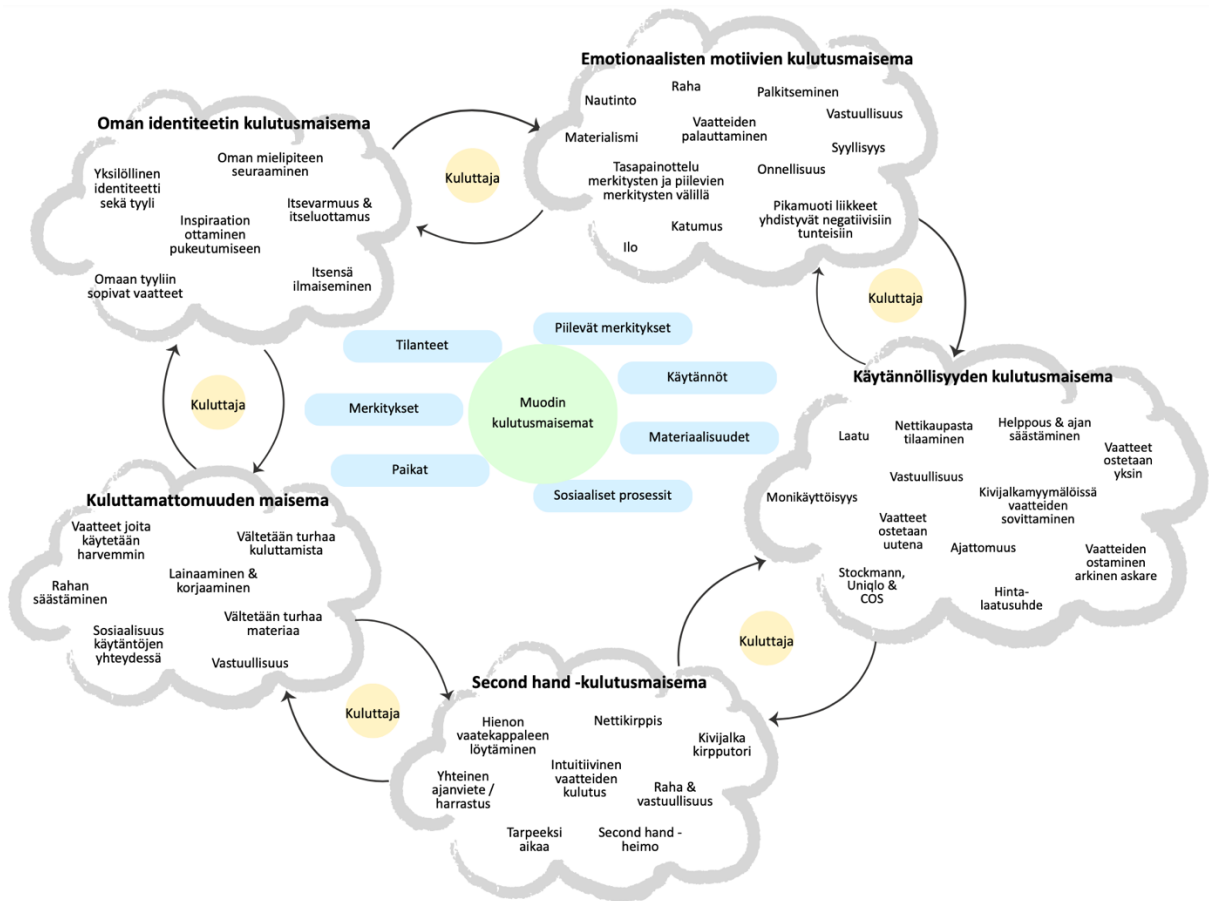 Emotionaalisten motiivien kulutusmaisema
Nautinto
Raha
Palkitseminen
Materialismi
Vaatteiden
palauttaminen
Vastuullisuus
Syyllisyys
Tasapainottelu
merkitysten ja piilevien
merkitysten välillä
Onnellisuus
Pikamuoti liikkeet
yhdistyvät negatiivisiin
tunteisiin
Katumus
Ilo
Oman identiteetin kulutusmaisema
Yksilöllinen
identiteetti
sekä tyyli
Oman mielipiteen
seuraaminen
Inspiraation
ottaminen
pukeutumiseen
Itsevarmuus &
itseluottamus
Omaan tyyliin
sopivat vaatteet
Itsensä
ilmaiseminen
Kuluttaja
Kuluttaja
Kuluttaja
Kuluttaja
Kuluttaja
Tilanteet
Piilevät merkitykset
Merkitykset
Käytännöt
Muodin
kulutusmaisemat
Materiaalisuudet
Paikat
Sosiaaliset prosessit
Käytännöllisyyden kulutusmaisema
Laatu
Nettikaupasta
tilaaminen
Helppous & ajan
säästäminen
Vaatteet
ostetaan
yksin
Monikäyttöisyys
Vastuullisuus
Kivijalkamyymälöissä
vaatteiden
sovittaminen
Vaatteet
ostetaan
uutena
Ajattomuus
Vaatteiden
ostaminen
arkinen askare
Stockmann,
Uniqlo &
COS
Hinta-
laatusuhde
Kuluttamattomuuden maisema
Vaatteet joita
käytetään
harvemmin
Vältetään turhaa
kuluttamista
Rahan
säästäminen
Lainaaminen &
korjaaminen
Sosiaalisuus
käytäntöjen
yhteydessä
Vältetään turhaa
materiaa
Vastuullisuus
Second hand -kulutusmaisema
Hienon
vaatekappaleen
löytäminen
Nettikirppis
Kivijalka
kirpputori
Yhteinen
ajanviete /
harrastus
Intuitiivinen
vaatteiden
kulutus
Raha &
vastuullisuus
Tarpeeksi
aikaa
Second hand -
heimo